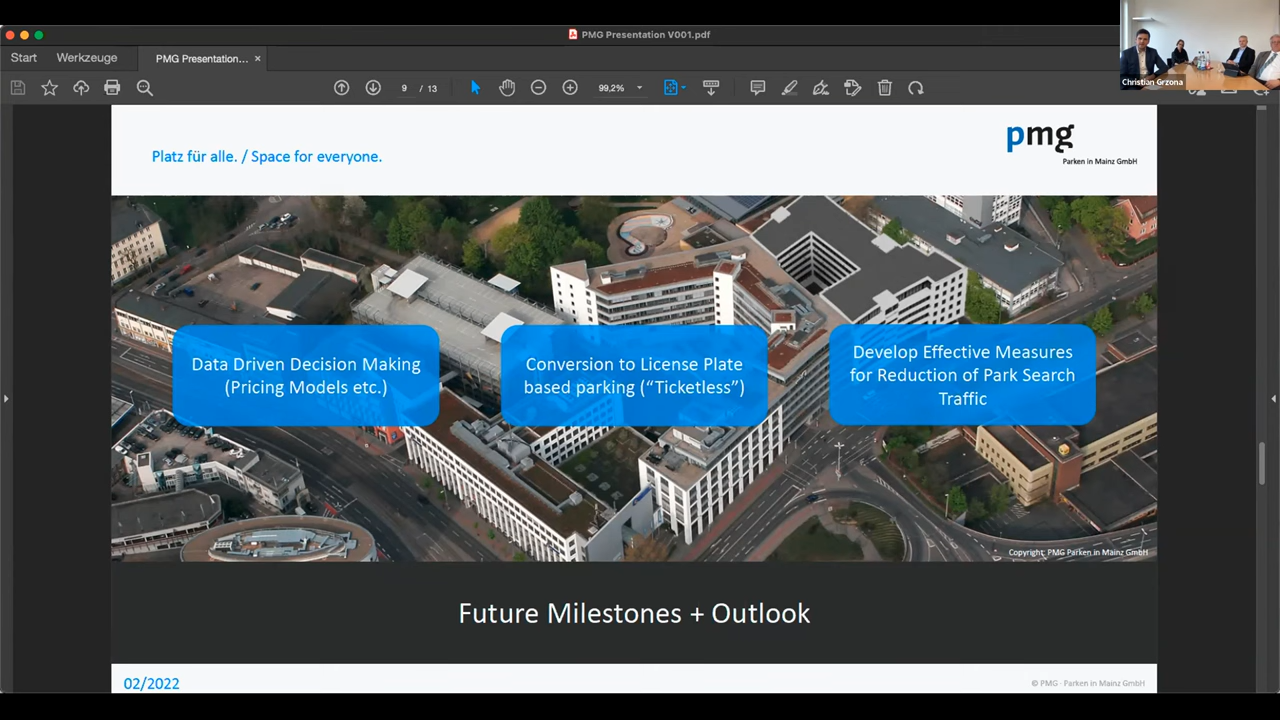 PMG Presentation V001.pdf
Start
Werkzeuge
PMG Presentation...
9 / 13
99,2%
Christian Grzona
Platz für alle. / Space for everyone.
pmg
Parken in Mainz GmbH
Data Driven Decision Making
(Pricing Models etc.)
Conversion to License Plate
based parking (“Ticketless”)
Develop Effective Measures
for Reduction of Park Search
Traffic
Copyright: PMG Parken in Mainz GmbH
Future Milestones + Outlook
02/2022
© PMG - Parken in Mainz GmbH